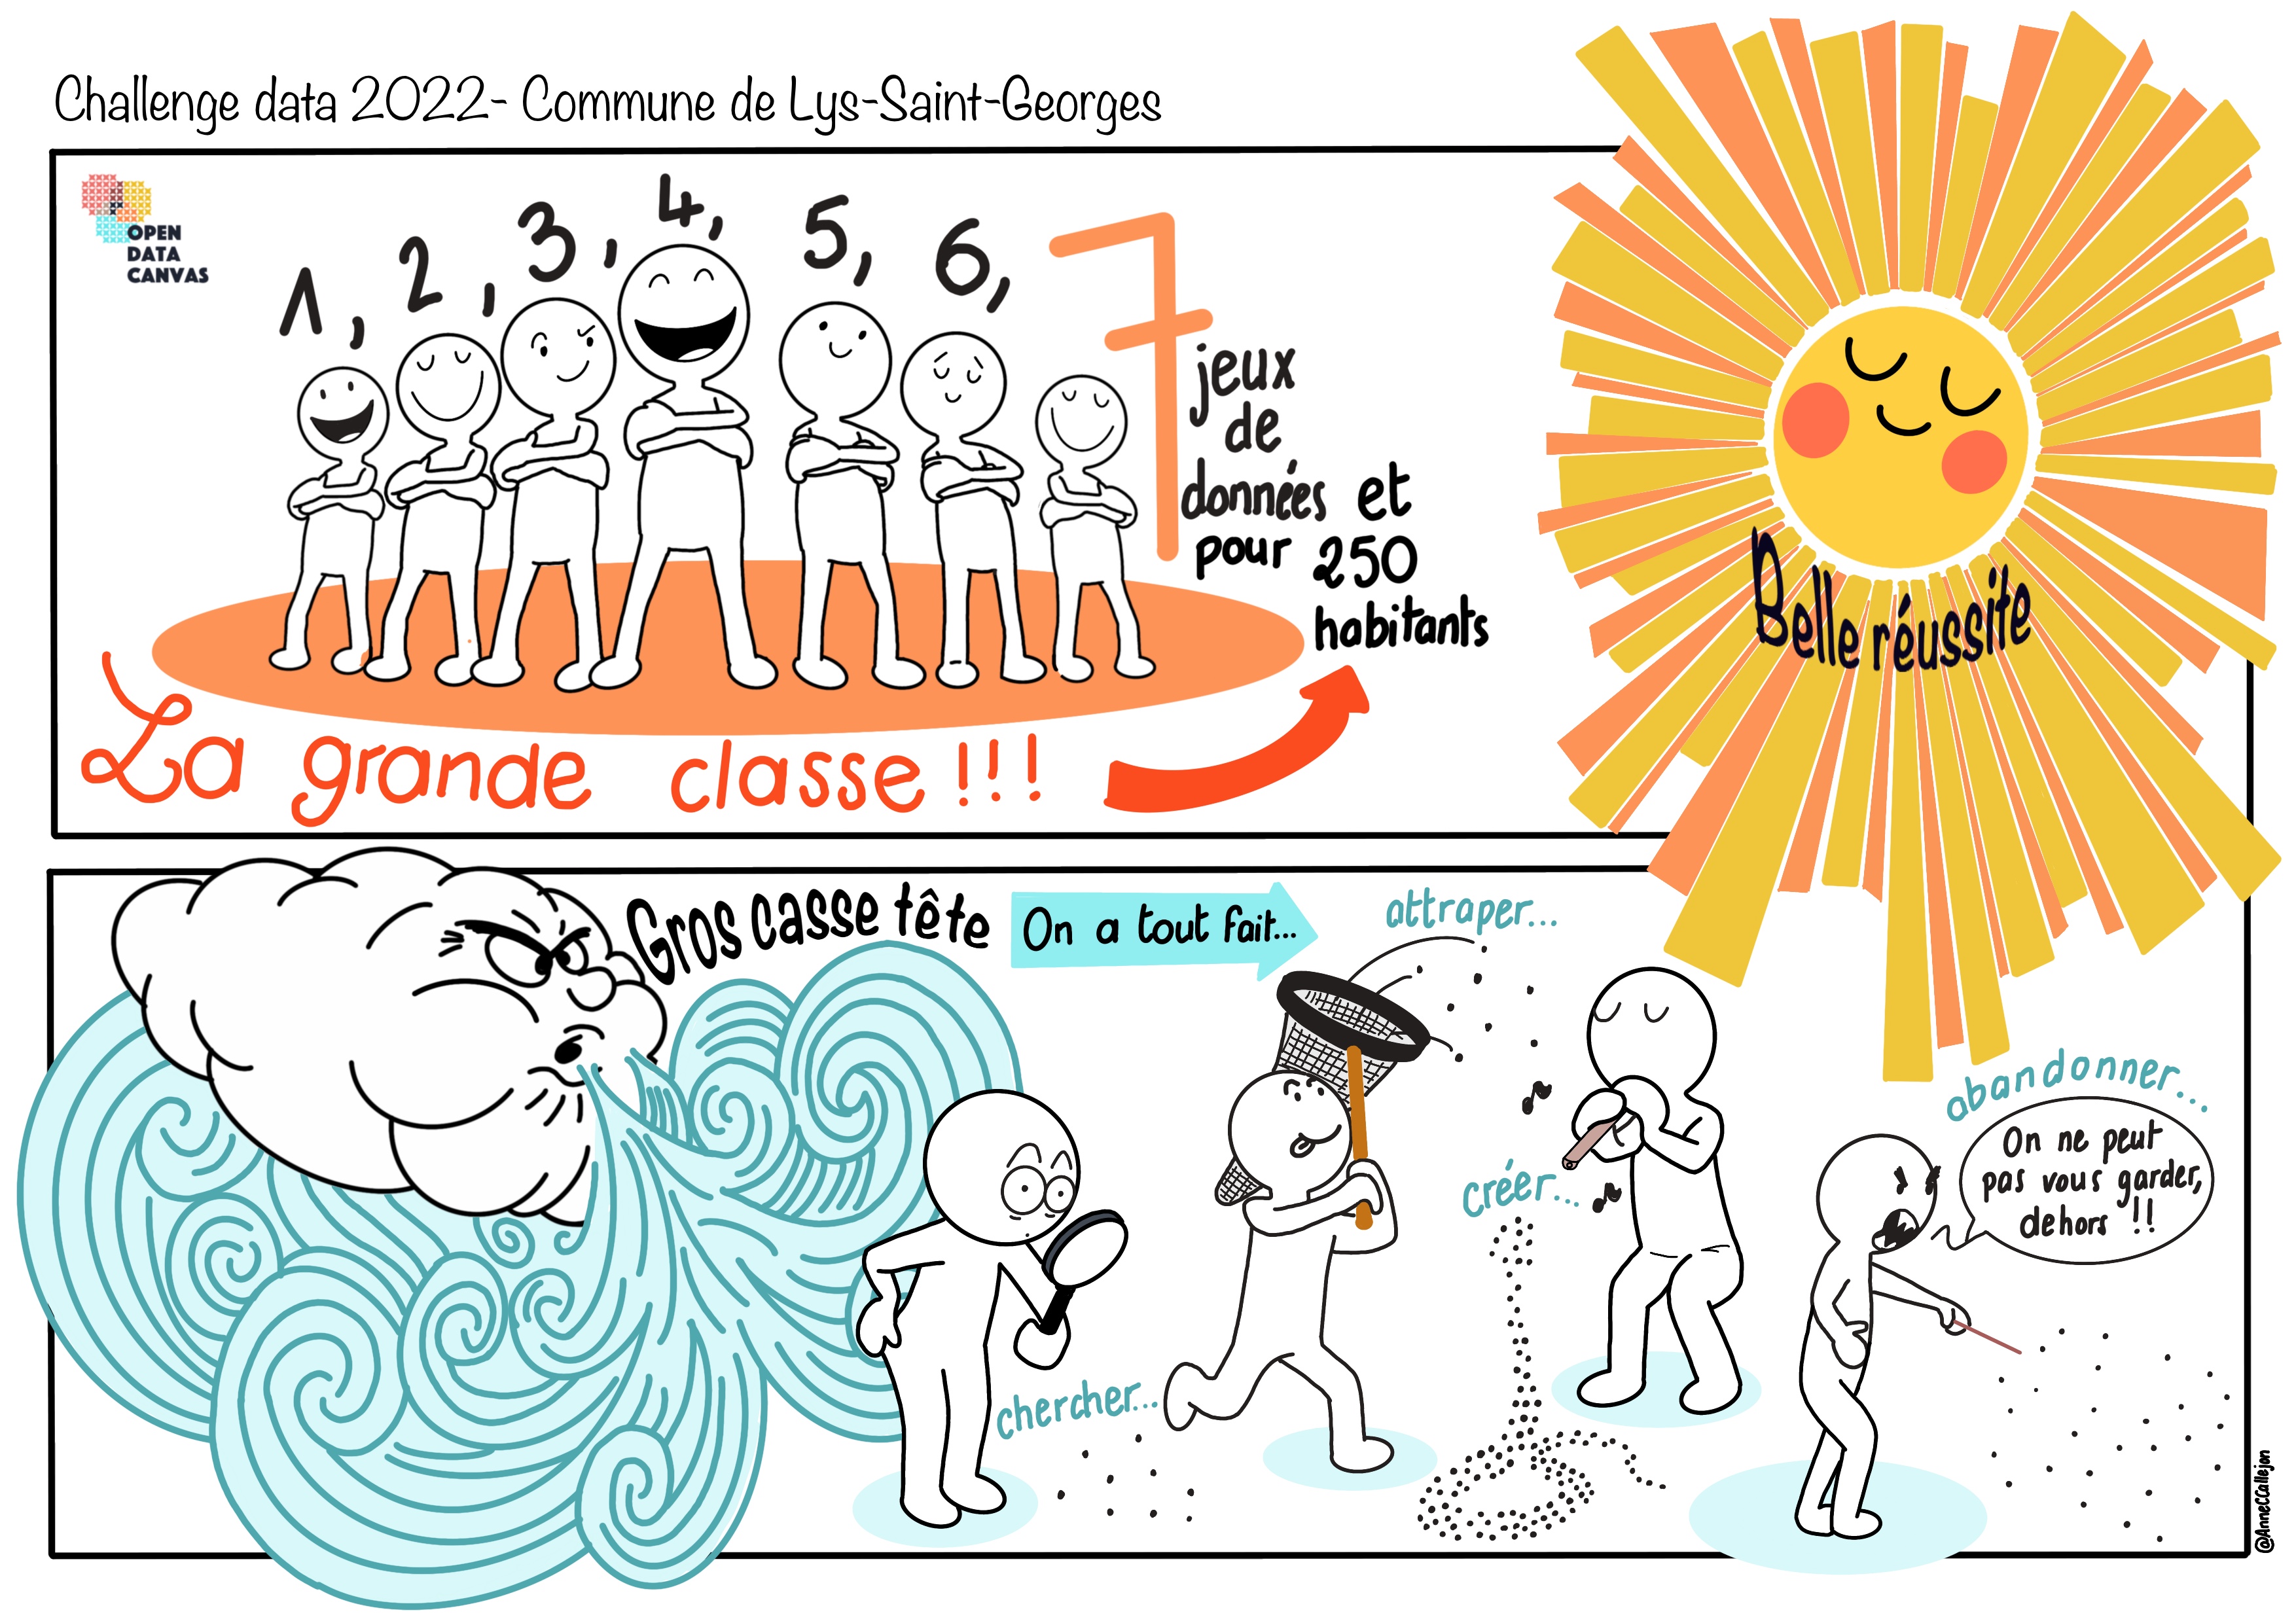 Challenge data 2022- Commune de Lys-Saint-Georges
OPEN
DATA
CANVAS
1, 2, 3, 4, 5, 6, 7
jeux
de
données et
pour 250
habitants
La grande classe !!!
Belle réussite
Gros casse tête
On a tout fait...
attraper...
chercher...
créer...
abandonner...
On ne peut
pas vous garder,
dehors !!
@AnneCCallejon